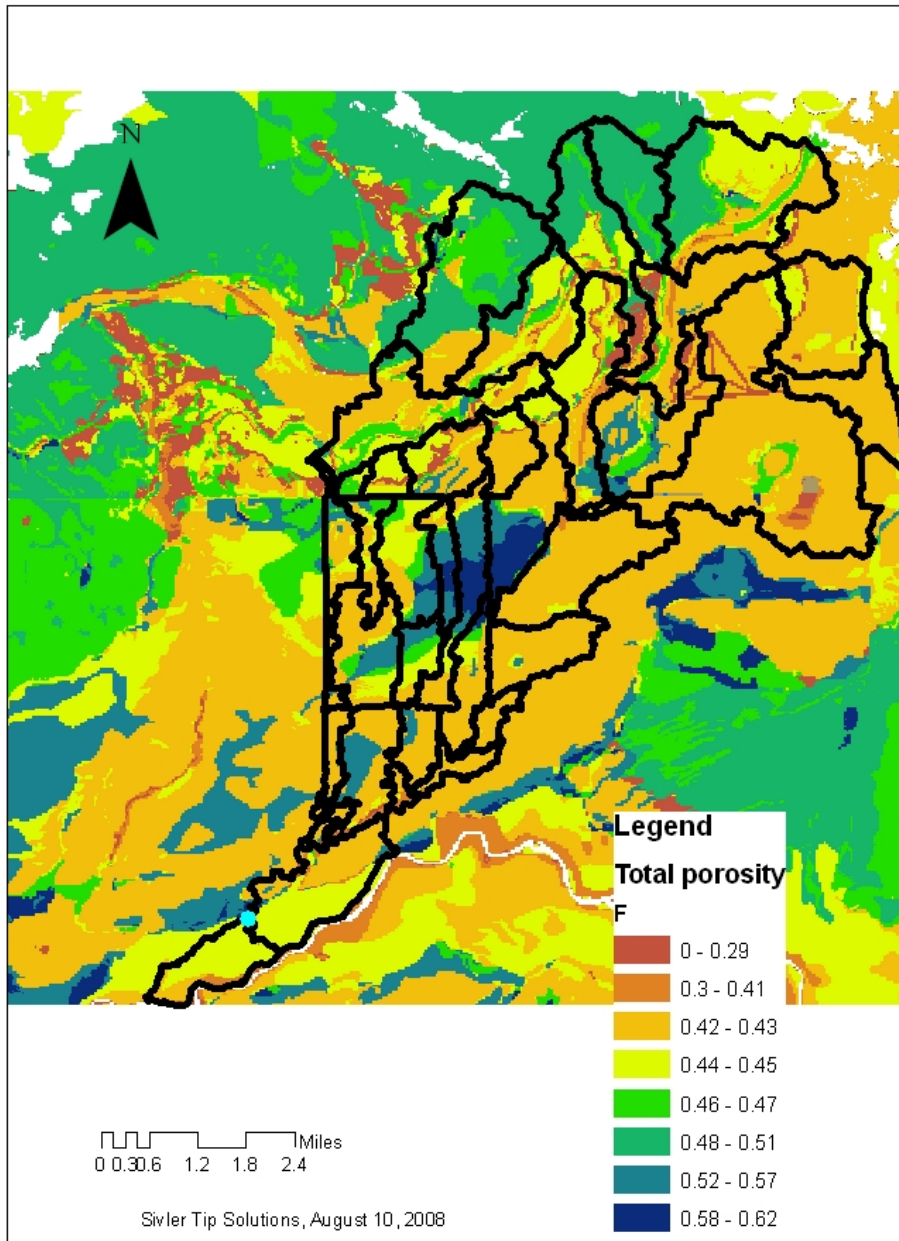 N
Legend
Total porosity
F
0 - 0.29
0.3 - 0.41
0.42 - 0.43
0.44 - 0.45
0.46 - 0.47
0.48 - 0.51
0.52 - 0.57
0.58 - 0.62
Miles
0 0.30.6 1.2 1.8 2.4
Sivler Tip Solutions, August 10, 2008